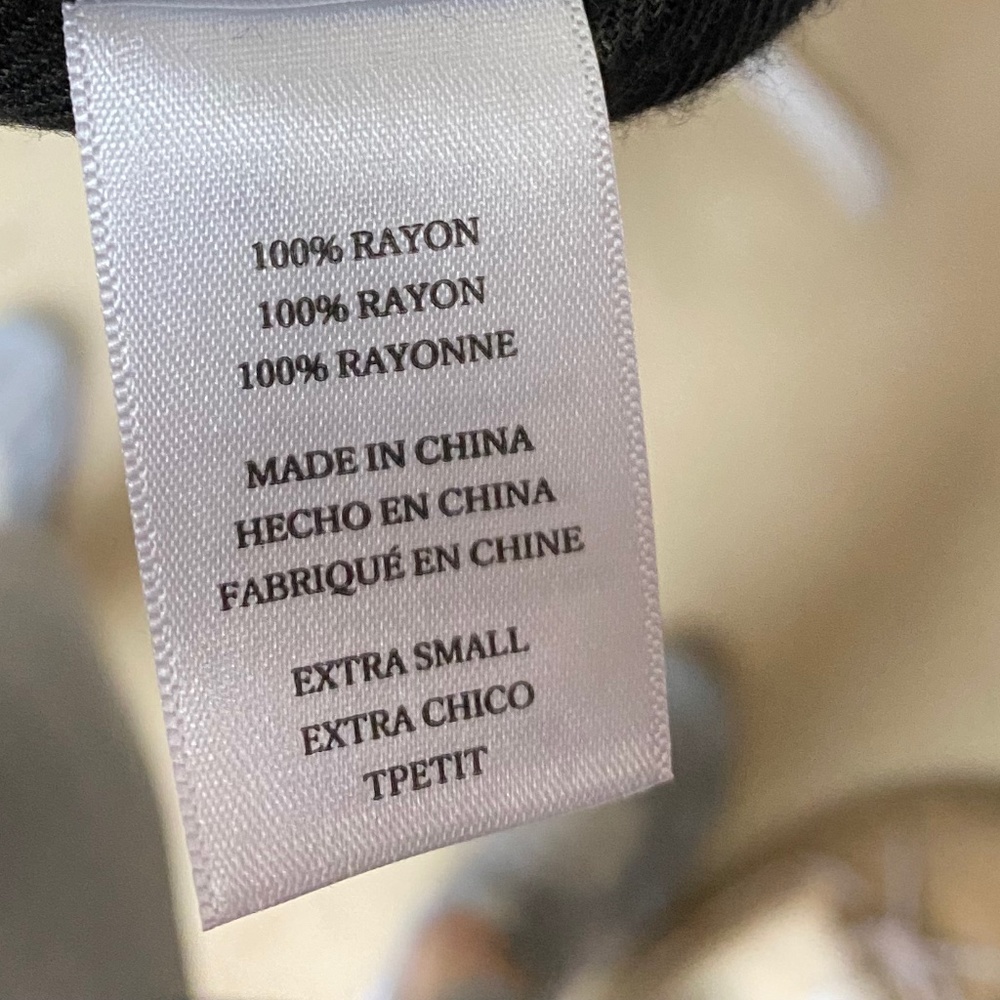 100% RAYON
100% RAYON
100% RAYONNE
MADE IN CHINA
HECHO EN CHINA
FABRIQUÉ EN CHINE
EXTRA SMALL
EXTRA CHICO
TPETIT